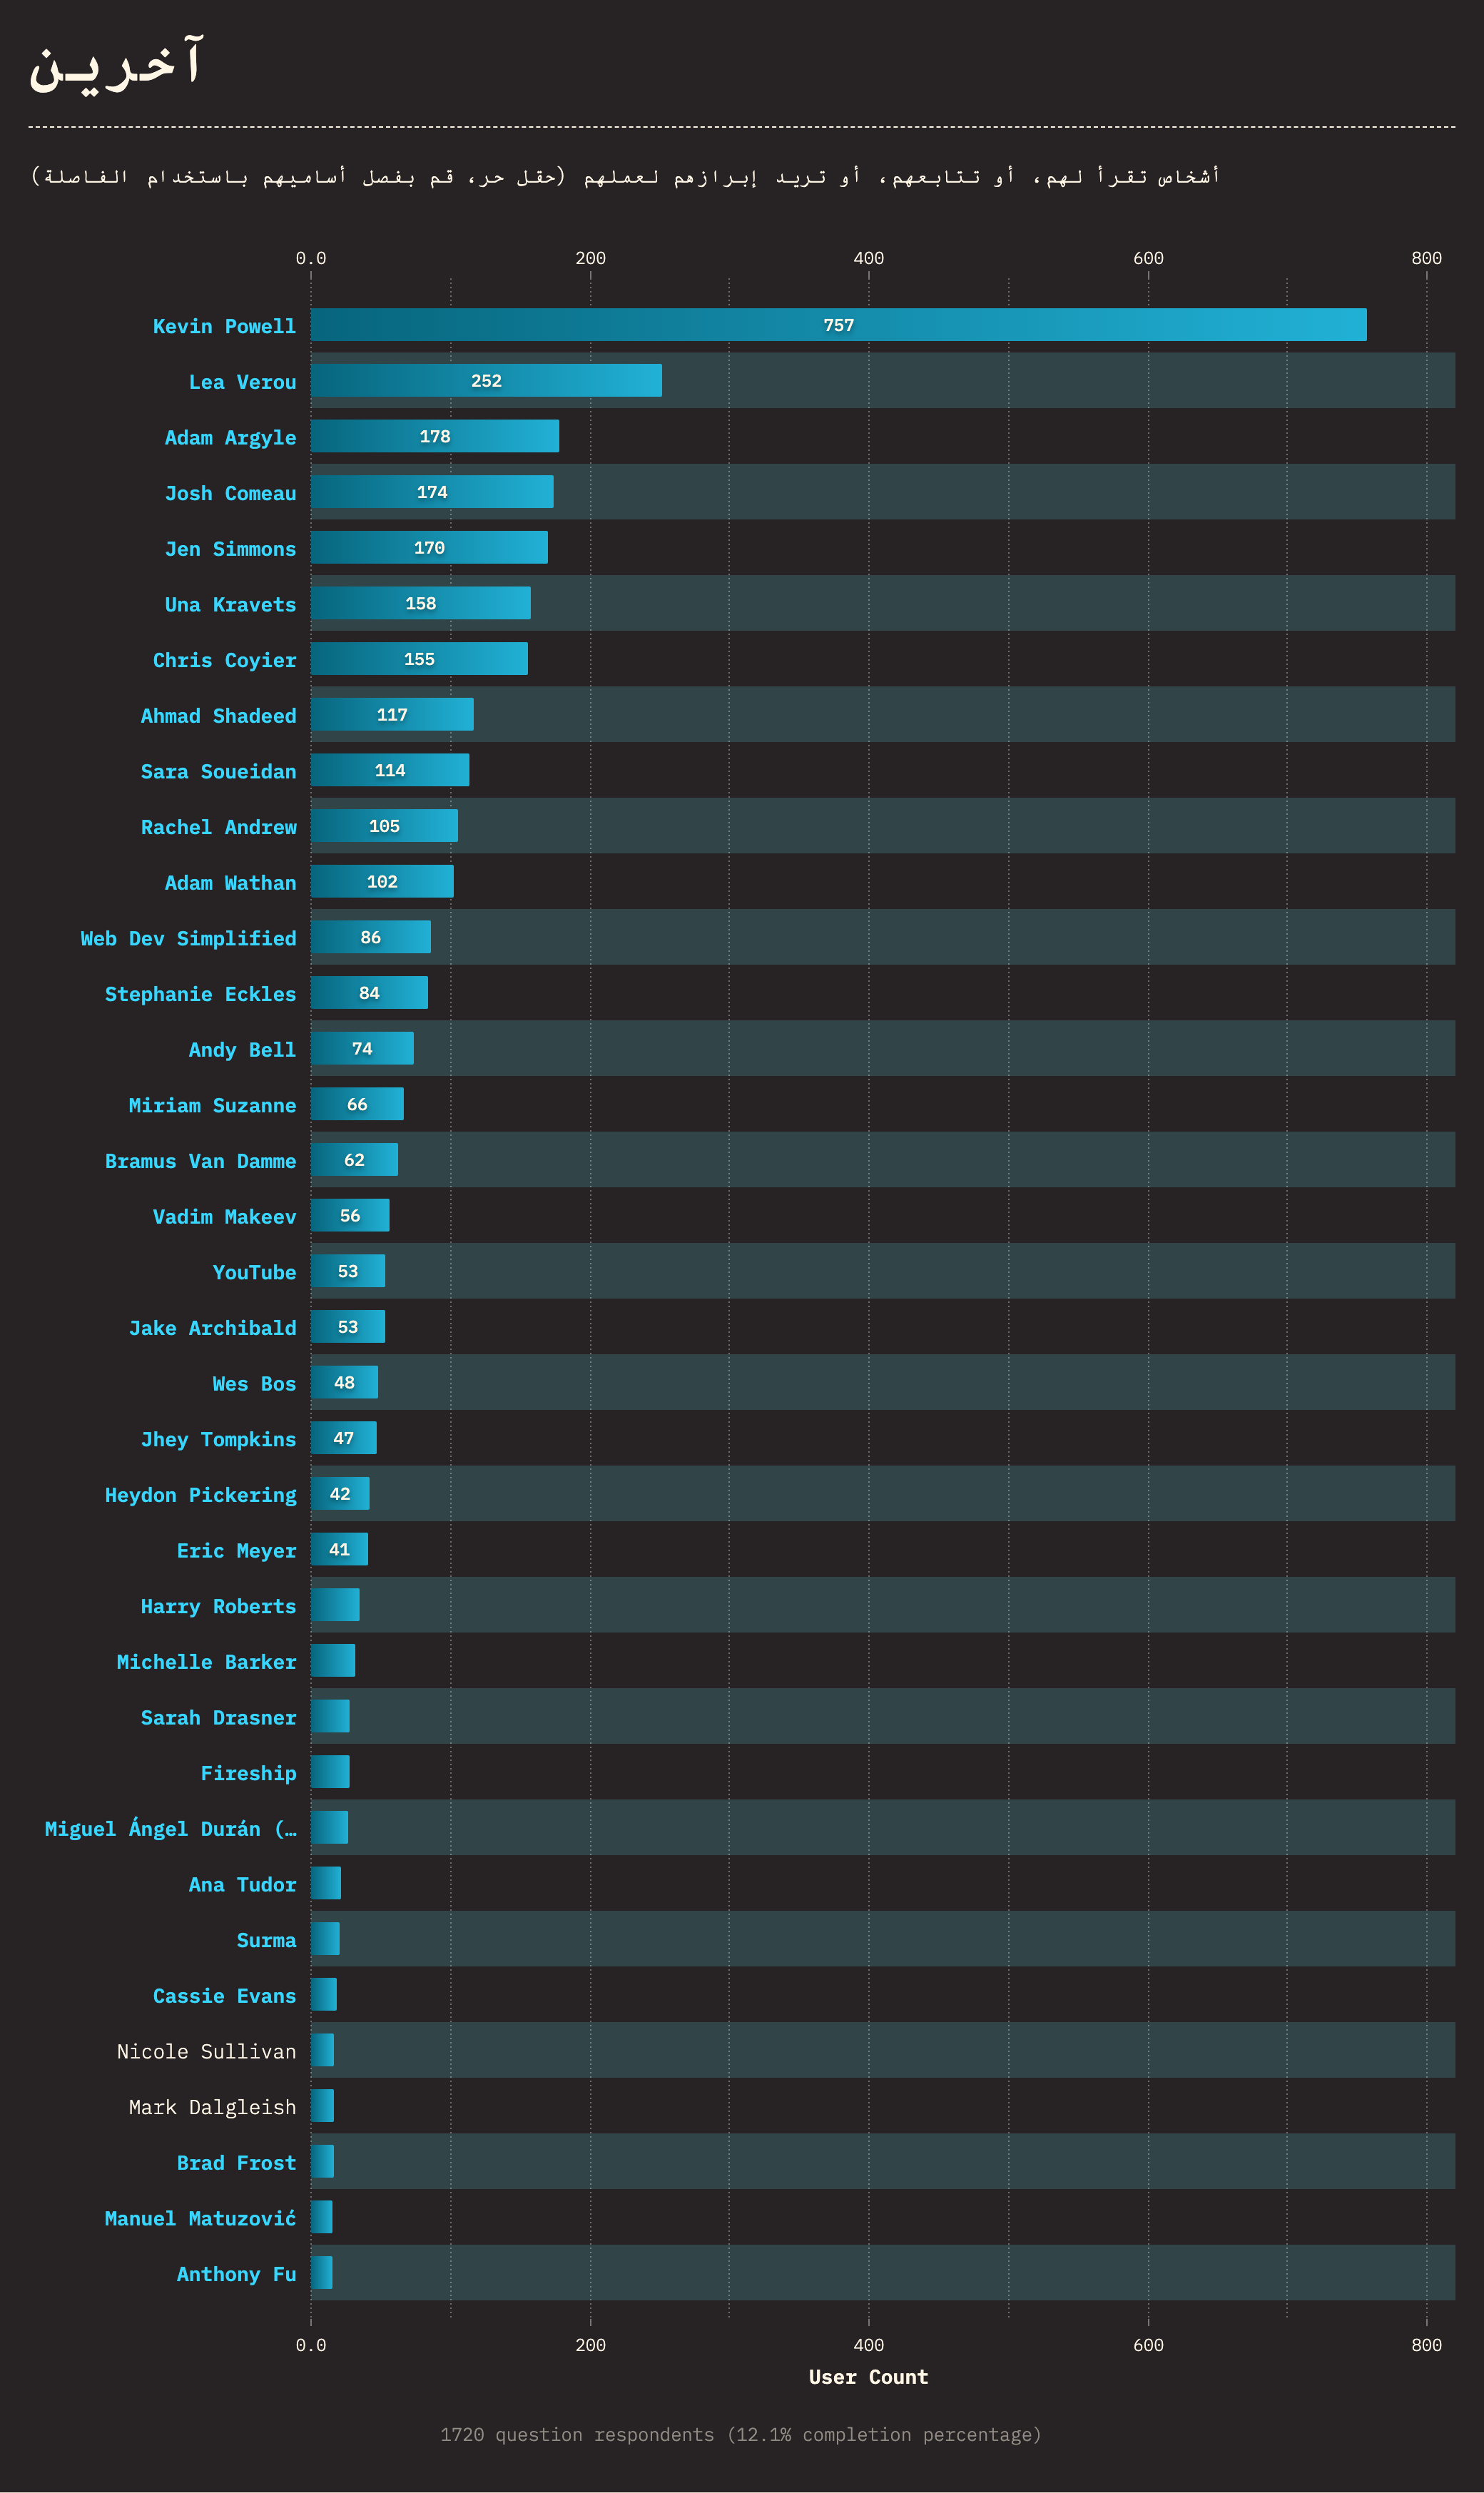 آخرين
أشخاص تقرأ لهم، أو تتابعهم، أو تريد إبرازهم لعملهم (حقل حر، قم بفصل أساميهم باستخدام الفاصلة)
0.0 200 400 600 800
Kevin Powell 757
Lea Verou 252
Adam Argyle 178
Josh Comeau 174
Jen Simmons 170
Una Kravets 158
Chris Coyier 155
Ahmad Shadeed 117
Sara Soueidan 114
Rachel Andrew 105
Adam Wathan 102
Web Dev Simplified 86
Stephanie Eckles 84
Andy Bell 74
Miriam Suzanne 66
Bramus Van Damme 62
Vadim Makeev 56
YouTube 53
Jake Archibald 53
Wes Bos 48
Jhey Tompkins 47
Heydon Pickering 42
Eric Meyer 41
Harry Roberts
Michelle Barker
Sarah Drasner
Fireship
Miguel Ángel Durán (…
Ana Tudor
Surma
Cassie Evans
Nicole Sullivan
Mark Dalgleish
Brad Frost
Manuel Matuzović
Anthony Fu
0.0 200 400 600 800
User Count
1720 question respondents (12.1% completion percentage)